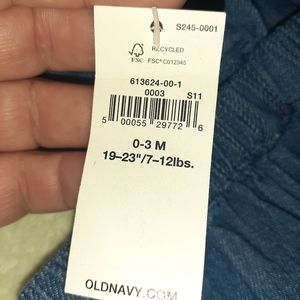 S245-0001
RECYCLED
FSC
FSC® C012345
613624-00-1
0003 S11
5 00055 29772 6
0-3 M
19–23"/7–12lbs.
OLDNAVY.COM